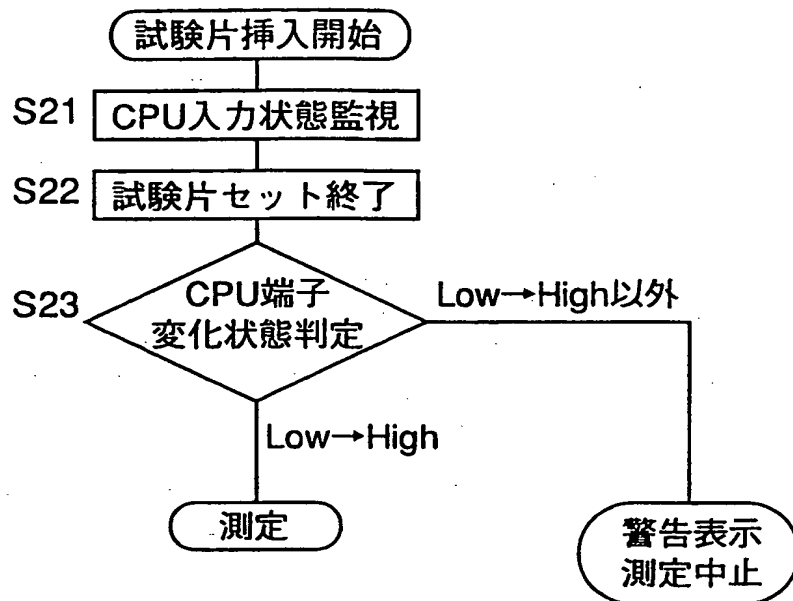 試験片挿入開始
S21
CPU入力状態監視
S22
試験片セット終了
S23
CPU端子
変化状態判定
Low→High以外
Low→High
測定
警告表示
測定中止